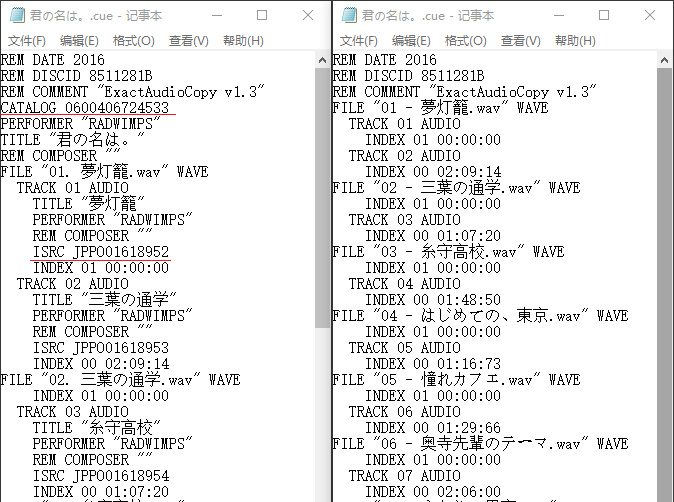 君の名は。.cue - 记事本
文件(F) 编辑(E) 格式(O) 查看(V) 帮助(H)
REM DATE 2016
REM DISCID 8511281B
REM COMMENT "ExactAudioCopy v1.3"
CATALOG 0600406724533
PERFORMER "RADWIMPS"
TITLE "君の名は。"
REM COMPOSER ""
FILE "01. 夢灯籠.wav" WAVE
TRACK 01 AUDIO
TITLE "夢灯籠"
PERFORMER "RADWIMPS"
REM COMPOSER ""
ISRC JPPO01618952
INDEX 01 00:00:00
TRACK 02 AUDIO
TITLE "三葉の通学"
PERFORMER "RADWIMPS"
REM COMPOSER ""
ISRC JPPO01618953
INDEX 00 02:09:14
FILE "02. 三葉の通学.wav" WAVE
INDEX 01 00:00:00
TRACK 03 AUDIO
TITLE "糸守高校"
PERFORMER "RADWIMPS"
REM COMPOSER ""
ISRC JPPO01618954
INDEX 00 01:07:20
君の名は。.cue - 记事本
文件(F) 编辑(E) 格式(O) 查看(V) 帮助(H)
REM DATE 2016
REM DISCID 8511281B
REM COMMENT "ExactAudioCopy v1.3"
FILE "01 - 夢灯籠.wav" WAVE
TRACK 01 AUDIO
INDEX 01 00:00:00
TRACK 02 AUDIO
INDEX 00 02:09:14
FILE "02 - 三葉の通学.wav" WAVE
INDEX 01 00:00:00
TRACK 03 AUDIO
INDEX 00 01:07:20
FILE "03 - 糸守高校.wav" WAVE
INDEX 01 00:00:00
TRACK 04 AUDIO
INDEX 00 01:48:50
FILE "04 - はじめての、東京.wav" WAVE
INDEX 01 00:00:00
TRACK 05 AUDIO
INDEX 00 01:16:73
FILE "05 - 憧れカフェ.wav" WAVE
INDEX 01 00:00:00
TRACK 06 AUDIO
INDEX 00 01:29:66
FILE "06 - 奥寺先輩のテーマ.wav" WAVE
INDEX 01 00:00:00
TRACK 07 AUDIO
INDEX 00 02:06:00